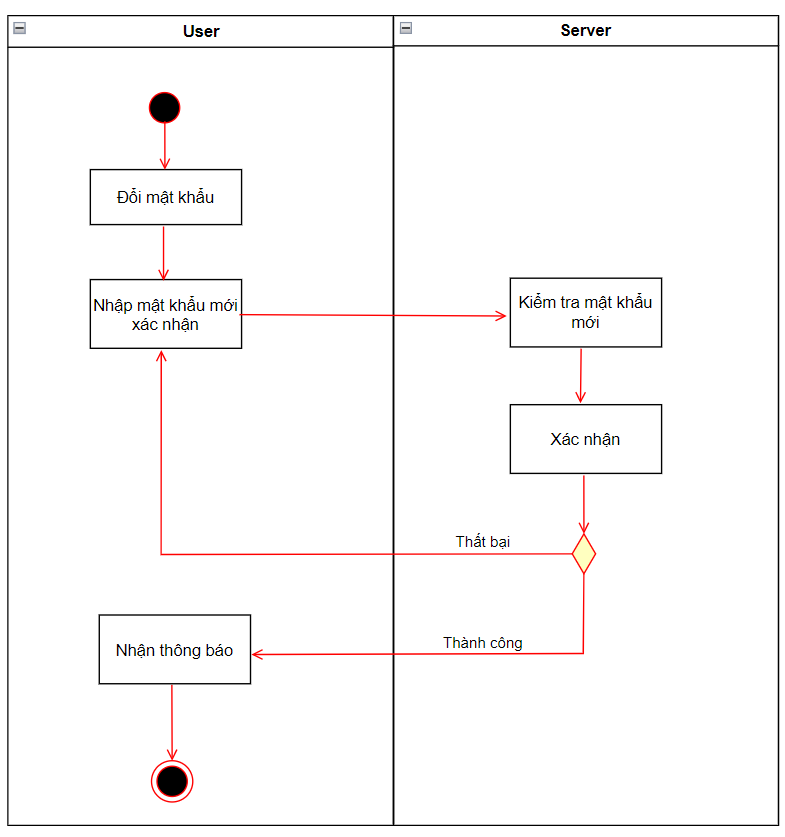 User
Server
Đổi mật khẩu
Nhập mật khẩu mới
xác nhận
Kiểm tra mật khẩu
mới
Xác nhận
Thất bại
Thành công
Nhận thông báo